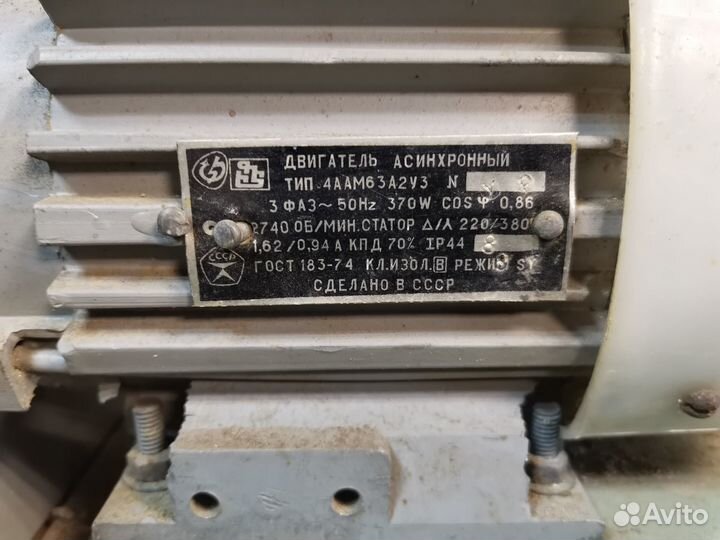 ДВИГАТЕЛЬ АСИНХРОННЫЙ
ТИП 4ААМ63А2У3 N
3 ФАЗ~ 50Hz 370W COS Ψ 0,86
2740 ОБ/МИН.СТАТОР Δ/⅄ 220/380
1,62/0,94 А КПД 70% IP44 8
ГОСТ 183-74 КЛ.ИЗОЛ.В РЕЖИМ S1
СДЕЛАНО В СССР
СССР
Avito